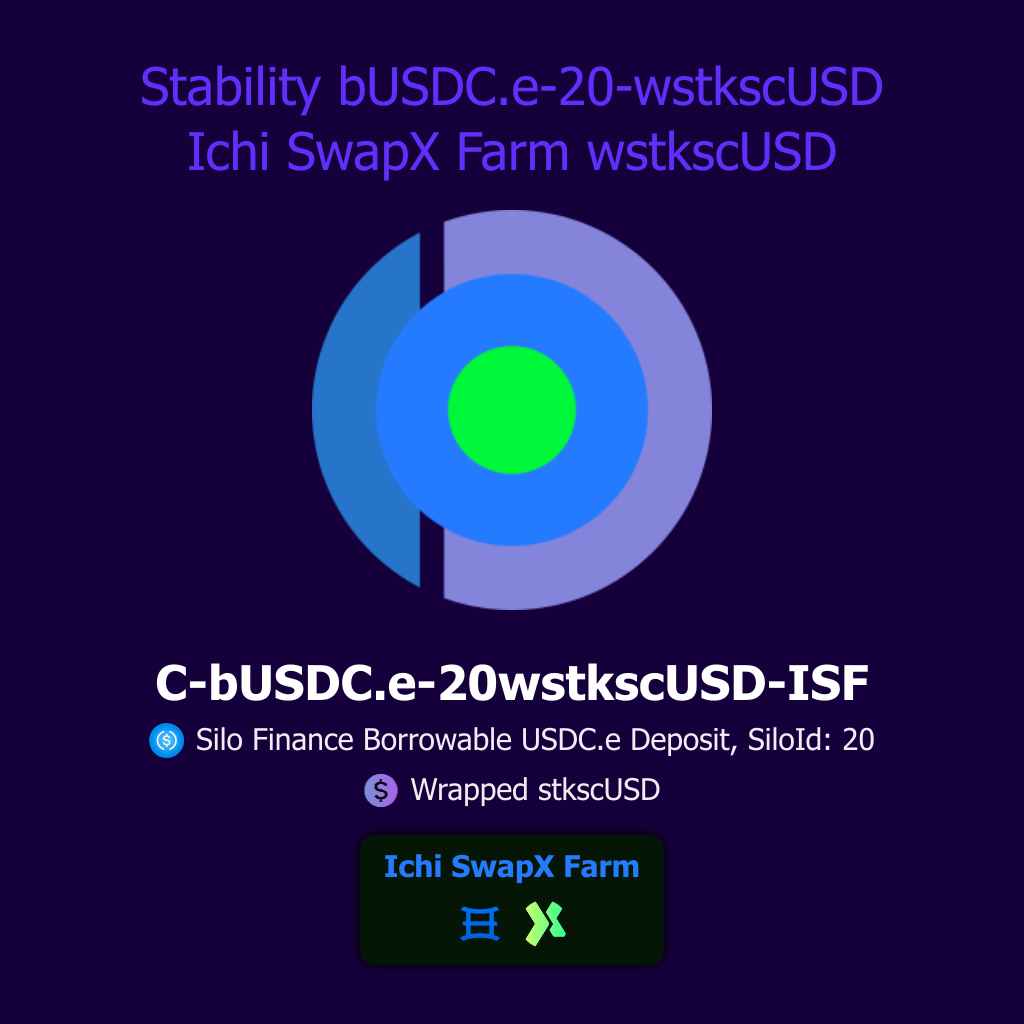 Stability bUSDC.e-20-wstkscUSD
Ichi SwapX Farm wstkscUSD
C-bUSDC.e-20wstkscUSD-ISF
Silo Finance Borrowable USDC.e Deposit, SiloId: 20
Wrapped stkscUSD
Ichi SwapX Farm